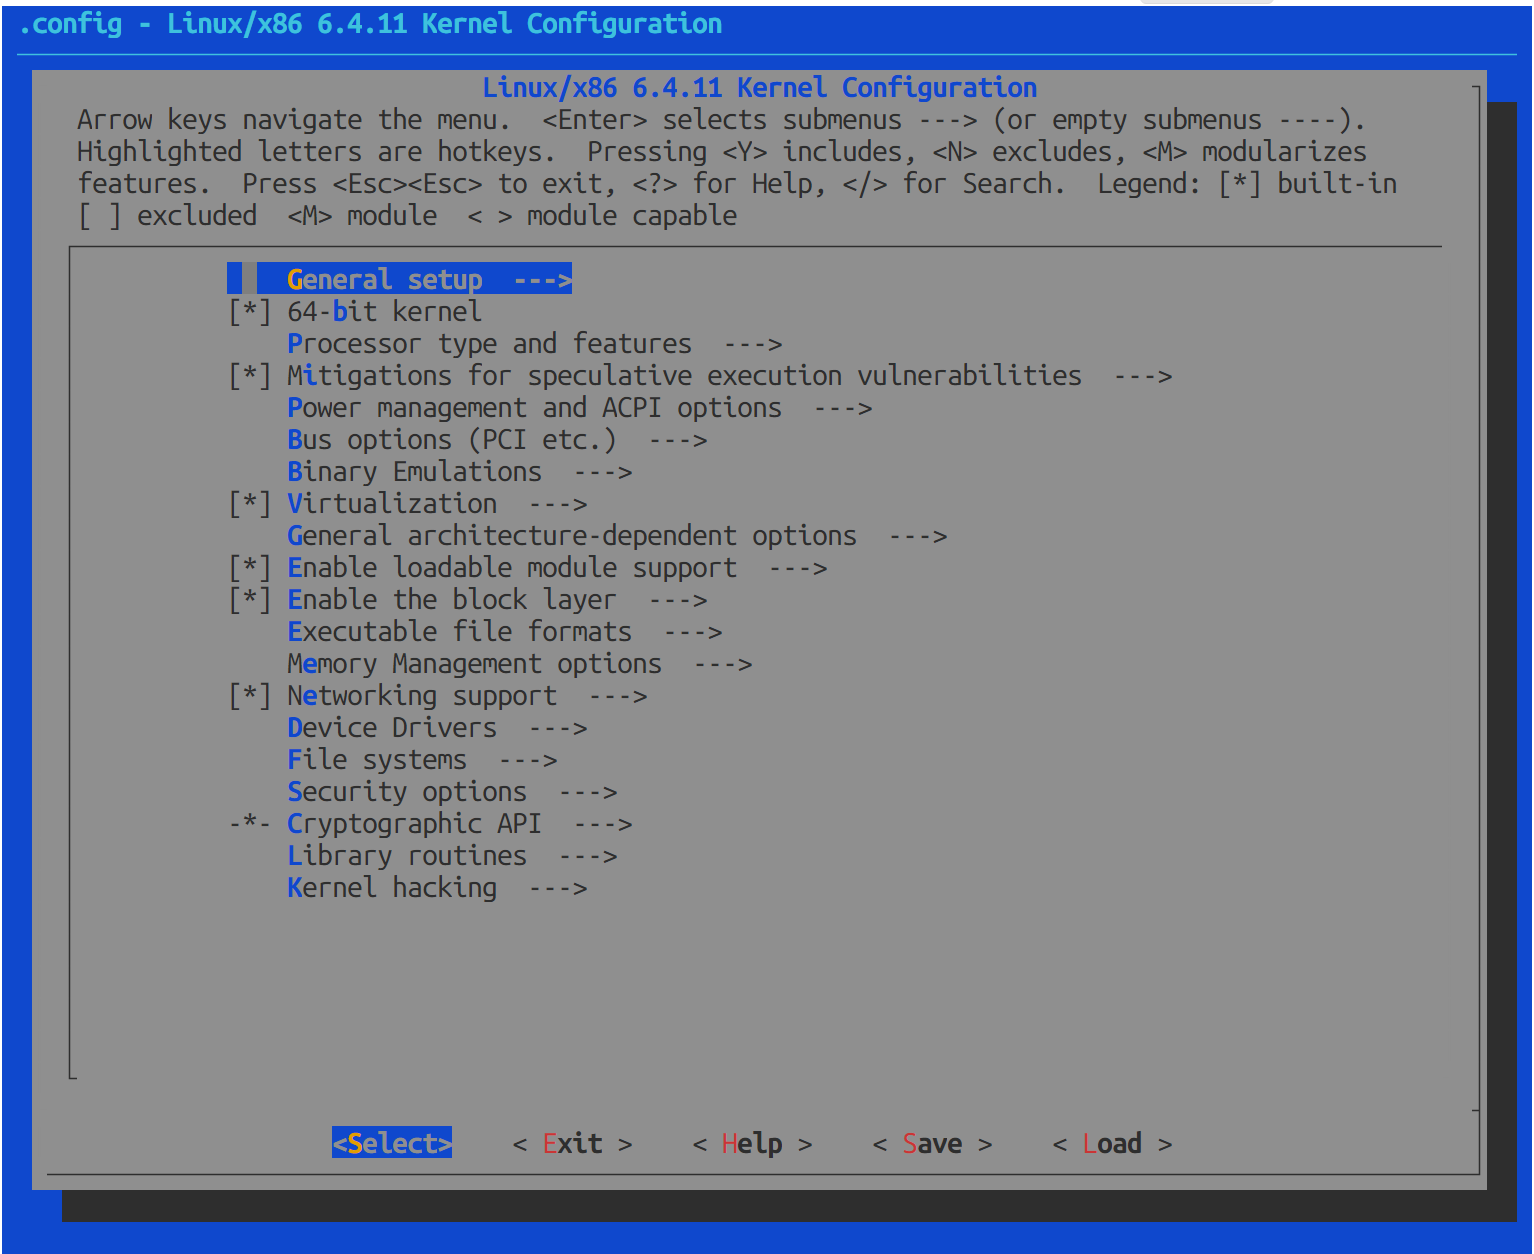 .config - Linux/x86 6.4.11 Kernel Configuration
Linux/x86 6.4.11 Kernel Configuration
Arrow keys navigate the menu.  <Enter> selects submenus ---> (or empty submenus ----).
Highlighted letters are hotkeys.  Pressing <Y> includes, <N> excludes, <M> modularizes
features.  Press <Esc><Esc> to exit, <?> for Help, </> for Search.  Legend: [*] built-in
[ ] excluded  <M> module  < > module capable
General setup  --->
[*] 64-bit kernel
Processor type and features  --->
[*] Mitigations for speculative execution vulnerabilities  --->
Power management and ACPI options  --->
Bus options (PCI etc.)  --->
Binary Emulations  --->
[*] Virtualization  --->
General architecture-dependent options  --->
[*] Enable loadable module support  --->
[*] Enable the block layer  --->
Executable file formats  --->
Memory Management options  --->
[*] Networking support  --->
Device Drivers  --->
File systems  --->
Security options  --->
-*- Cryptographic API  --->
Library routines  --->
Kernel hacking  --->
<Select>    < Exit >    < Help >    < Save >    < Load >